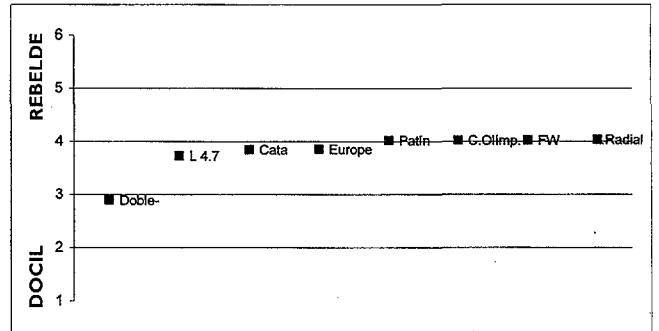 REBELDE
DOCIL
6
5
4
3
2
1
Doble-
L 4.7
Cata
Europe
Patín
C.Olimp.
FW
Radial